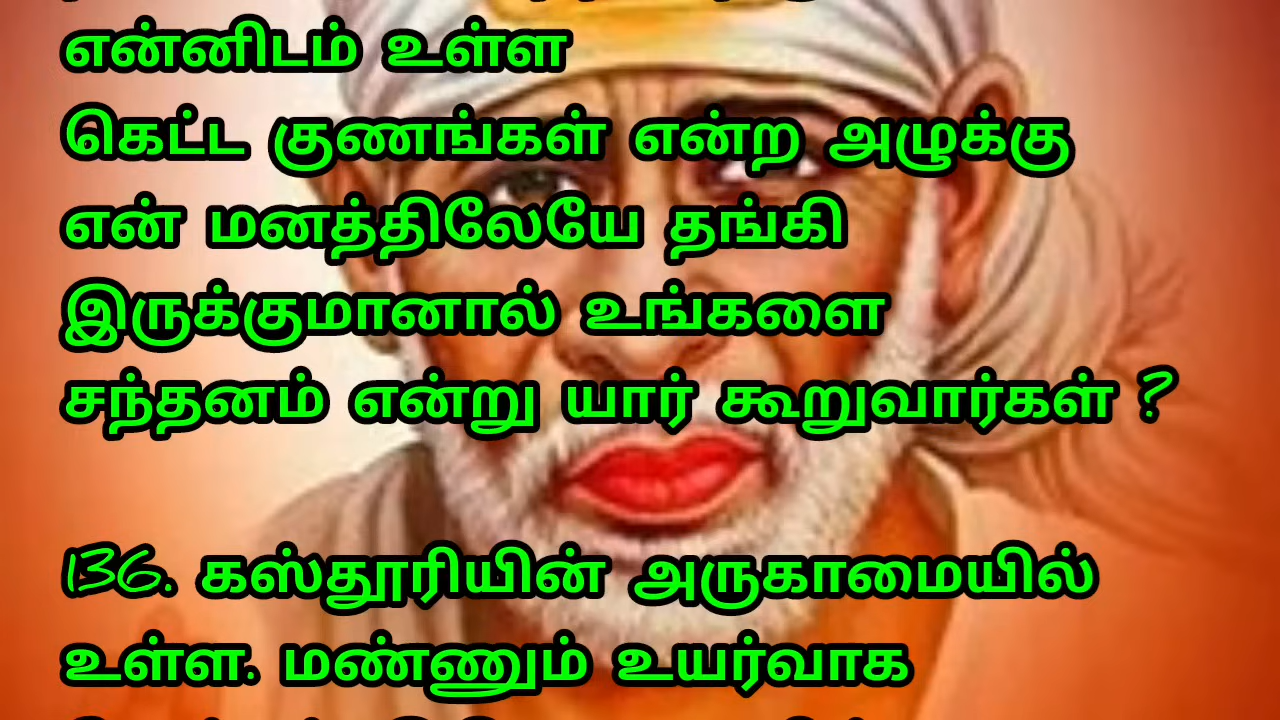 என்னிடம் உள்ள
கெட்ட குணங்கள் என்ற அழுக்கு
என் மனத்திலேயே தங்கி
இருக்குமானால் உங்களை
சந்தனம் என்று யார் கூறுவார்கள் ?
136. கஸ்தூரியின் அருகாமையில்
உள்ள. மண்ணும் உயர்வாக